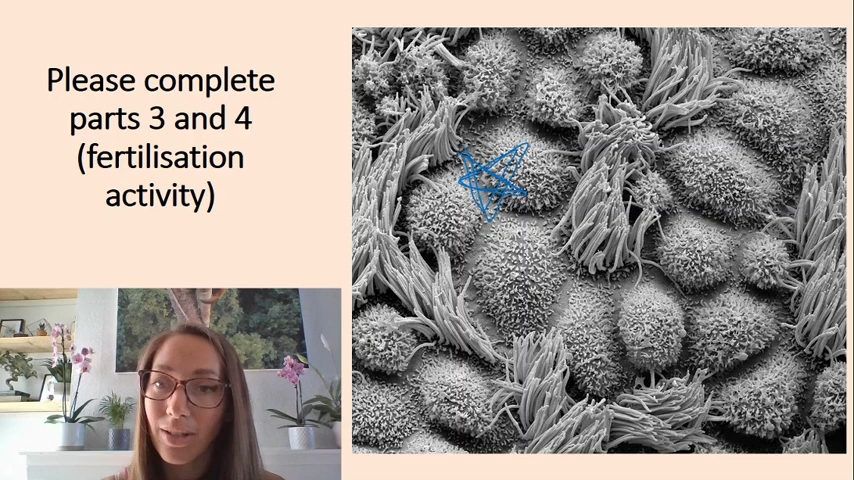 Please complete
parts 3 and 4
(fertilisation
activity)